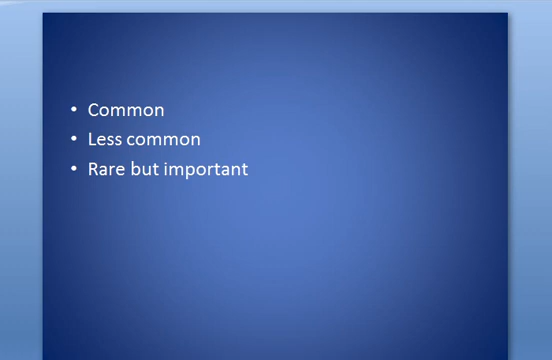 • Common
• Less common
• Rare but important